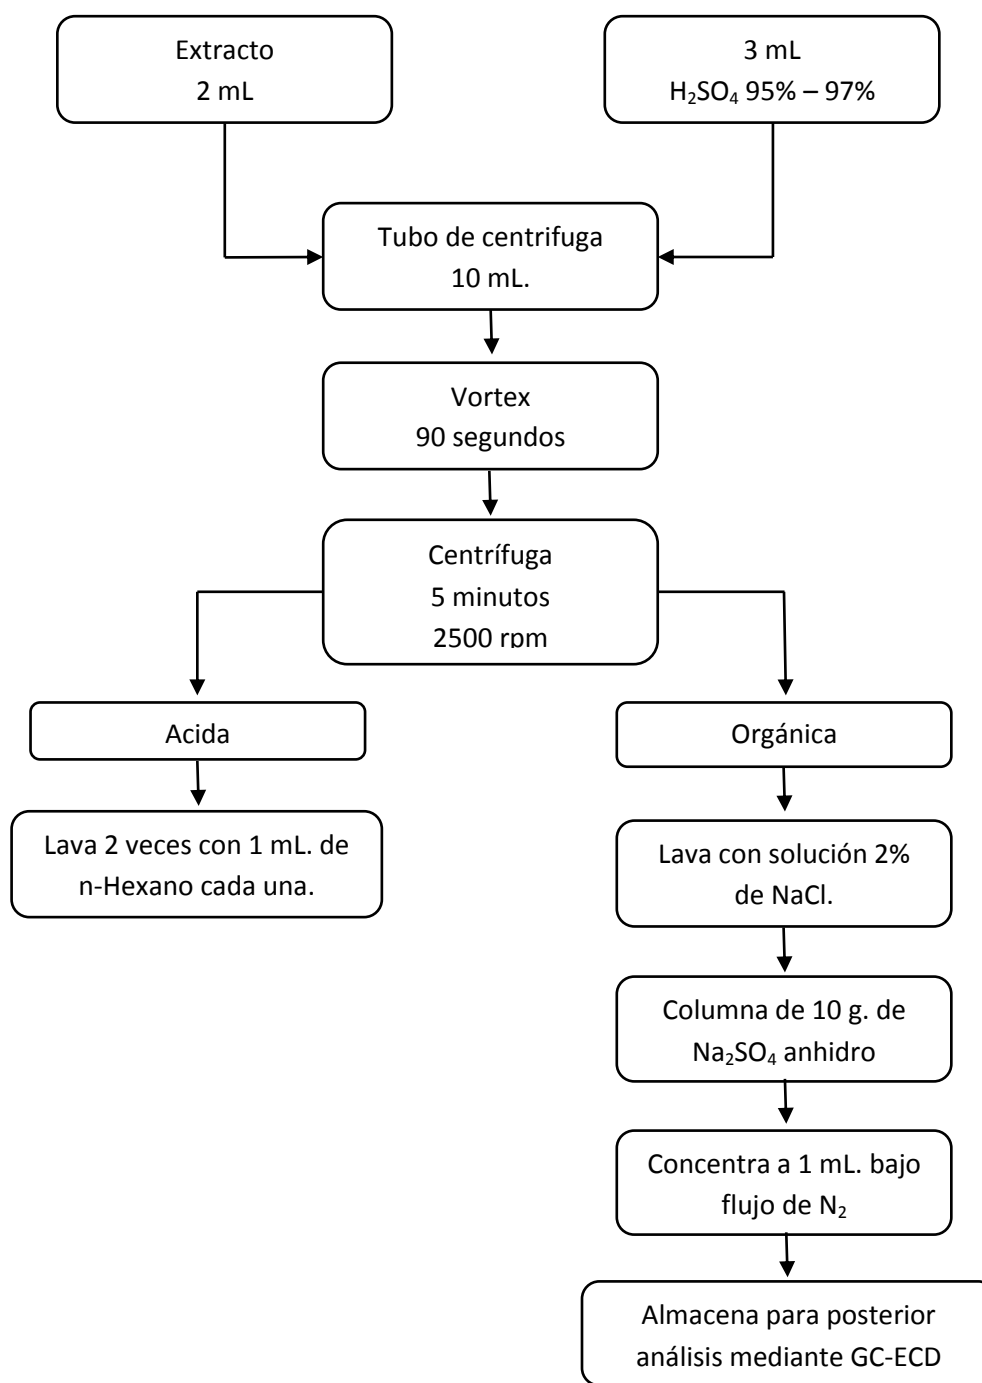 Extracto
2 mL
3 mL
H₂SO₄ 95% – 97%
Tubo de centrifuga
10 mL.
Vortex
90 segundos
Centrífuga
5 minutos
2500 rpm
Acida
Orgánica
Lava 2 veces con 1 mL. de
n-Hexano cada una.
Lava con solución 2%
de NaCl.
Columna de 10 g. de
Na₂SO₄ anhidro
Concentra a 1 mL. bajo
flujo de N₂
Almacena para posterior
análisis mediante GC-ECD